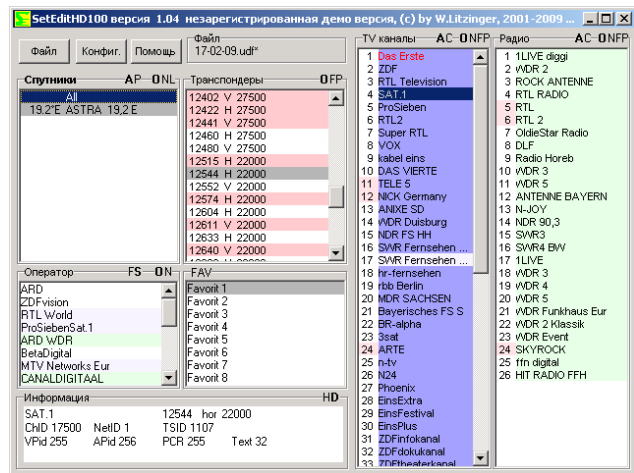 SetEditHD100 версия 1.04 незарегистрированная демо версия, (c) by W.Litzinger, 2001-2009 ...
Файл
Конфиг.
Помощь
Файл
17-02-09.udf*
Спутники AP ONL
All
19.2°E ASTRA 19,2 E
Транспондеры OFP
12402 V 27500
12422 H 27500
12441 V 27500
12460 H 27500
12480 V 27500
12515 H 22000
12544 H 22000
12552 V 22000
12574 H 22000
12604 H 22000
12611 V 22000
12633 H 22000
12640 V 22000
Оператор FS ON
ARD
ZDFvision
RTL World
ProSiebenSat.1
ARD WDR
BetaDigital
MTV Networks Eur
CANALDIGITAAL
FAV
Favorit 1
Favorit 2
Favorit 3
Favorit 4
Favorit 5
Favorit 6
Favorit 7
Favorit 8
Информация HD
SAT.1 12544 hor 22000
ChID 17500 NetID 1 TSID 1107
VPid 255 APid 256 PCR 255 Text 32
TV каналы AC ONFP
1 Das Erste
2 ZDF
3 RTL Television
4 SAT.1
5 ProSieben
6 RTL2
7 Super RTL
8 VOX
9 kabel eins
10 DAS VIERTE
11 TELE 5
12 NICK Germany
13 ANIXE SD
14 WDR Duisburg
15 NDR FS HH
16 SWR Fernsehen ...
17 SWR Fernsehen ...
18 hr-fernsehen
19 rbb Berlin
20 MDR SACHSEN
21 Bayerisches FS S
22 BR-alpha
23 3sat
24 ARTE
25 n-tv
26 N24
27 Phoenix
28 EinsExtra
29 EinsFestival
30 EinsPlus
31 ZDFinfokanal
32 ZDFdokukanal
33 ZDFtheaterkanal
Радио AC ONFP
1 1LIVE diggi
2 WDR 2
3 ROCK ANTENNE
4 RTL RADIO
5 RTL
6 RTL 2
7 OldieStar Radio
8 DLF
9 Radio Horeb
10 WDR 3
11 WDR 5
12 ANTENNE BAYERN
13 N-JOY
14 NDR 90,3
15 SWR3
16 SWR4 BW
17 1LIVE
18 WDR 3
19 WDR 4
20 WDR 5
21 WDR Funkhaus Eur
22 WDR 2 Klassik
23 WDR Event
24 SKYROCK
25 ffn digital
26 HIT RADIO FFH